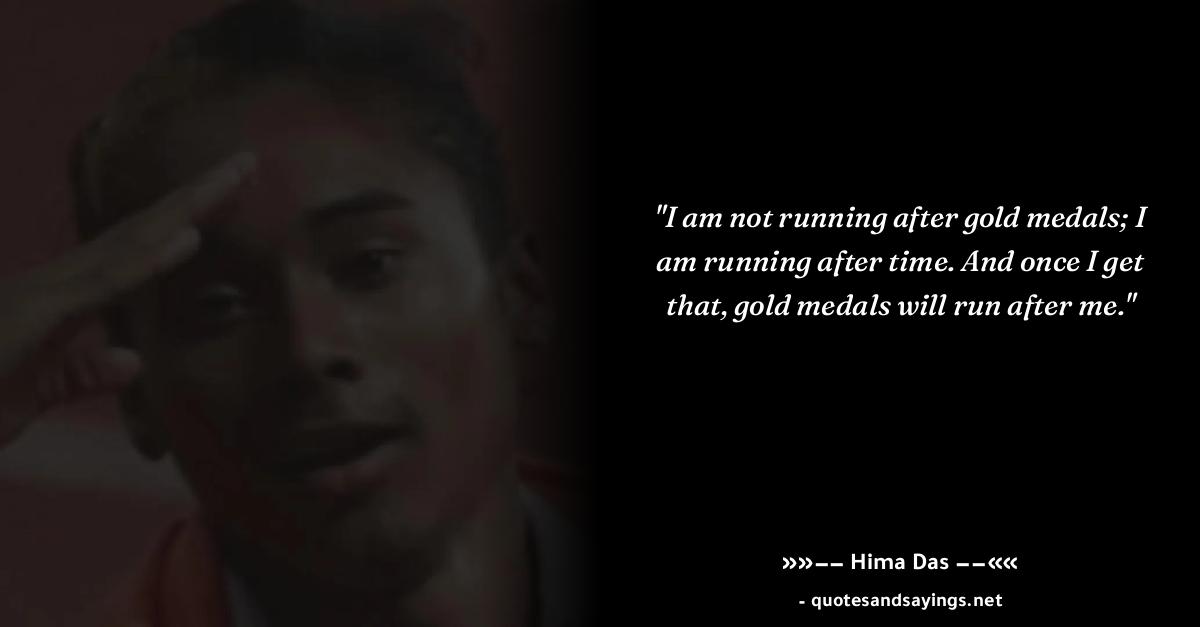 "I am not running after gold medals; I
am running after time. And once I get
that, gold medals will run after me."
»»–– Hima Das ––««
- quotesandsayings.net